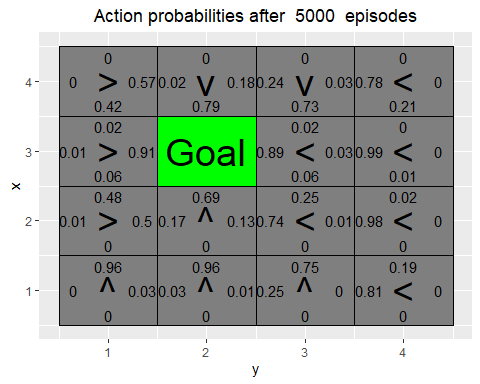 Action probabilities after 5000 episodes
0 0 0 0
4 0 > 0.57 0.02 v 0.18 0.24 v 0.03 0.78 < 0
0.42 0.79 0.73 0.21
0.02 0.02 0
3 0.01 > 0.91 Goal 0.89 < 0.03 0.99 < 0
0.06 0.06 0.01
x
0.48 0.69 0.25 0.02
2 0.01 > 0.5 0.17 ^ 0.13 0.74 < 0.01 0.98 < 0
0 0 0 0
0.96 0.96 0.75 0.19
1 0 ^ 0.03 0.03 ^ 0.01 0.25 ^ 0 0.81 < 0
0 0 0 0
1 2 3 4
y